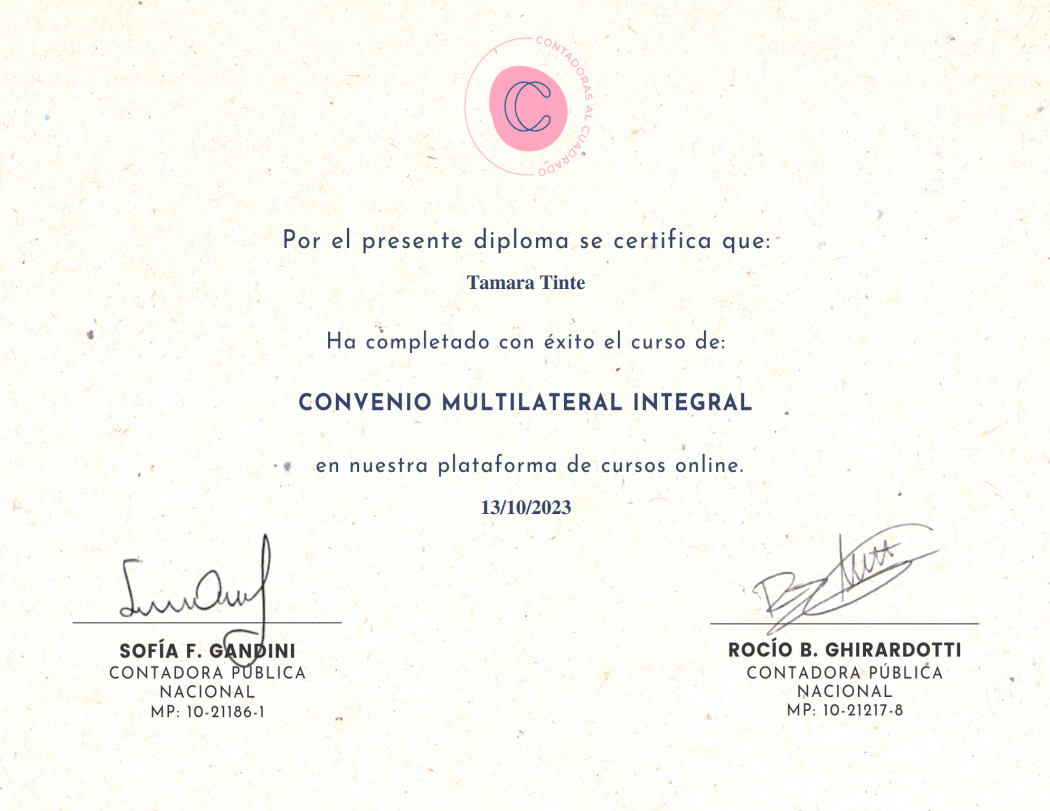 CONTADORAS AL CUADRADO
Por el presente diploma se certifica que:
Tamara Tinte
Ha completado con éxito el curso de:
CONVENIO MULTILATERAL INTEGRAL
en nuestra plataforma de cursos online.
13/10/2023
SOFÍA F. GANDINI
CONTADORA PÚBLICA
NACIONAL
MP: 10-21186-1
ROCÍO B. GHIRARDOTTI
CONTADORA PÚBLICA
NACIONAL
MP: 10-21217-8